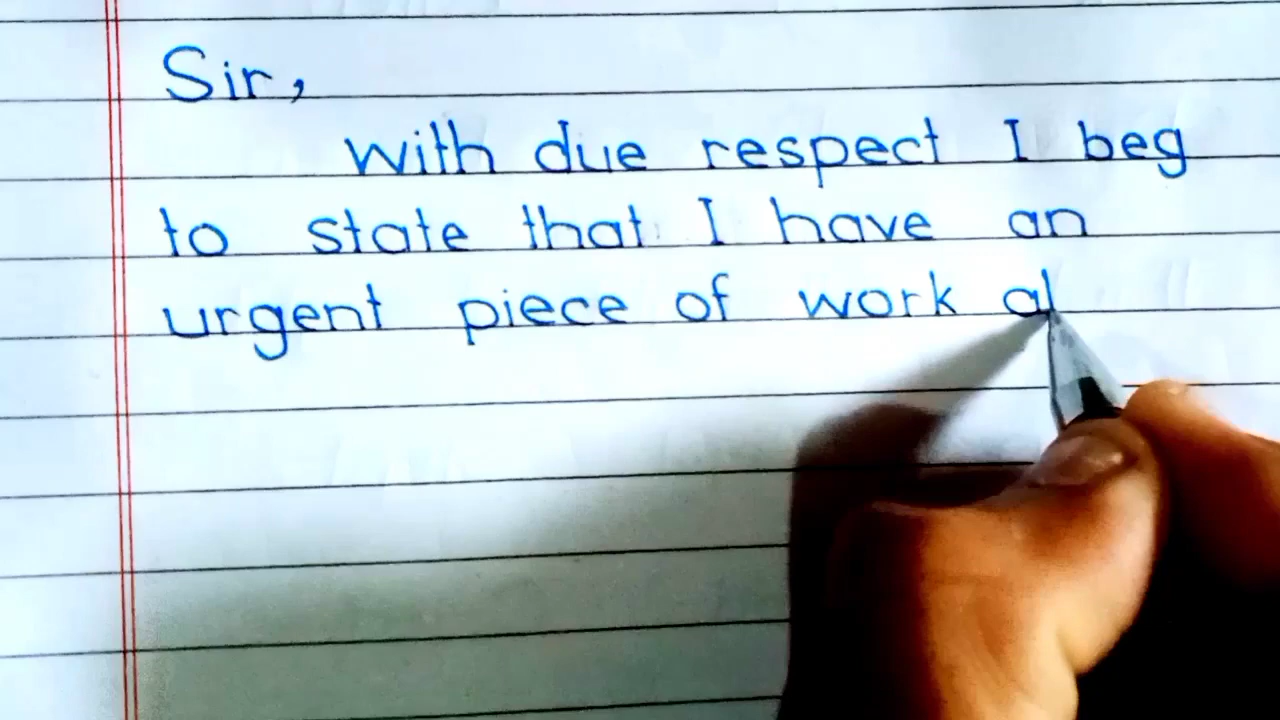 Sir,
With due respect I beg
to state that I have an
urgent piece of work